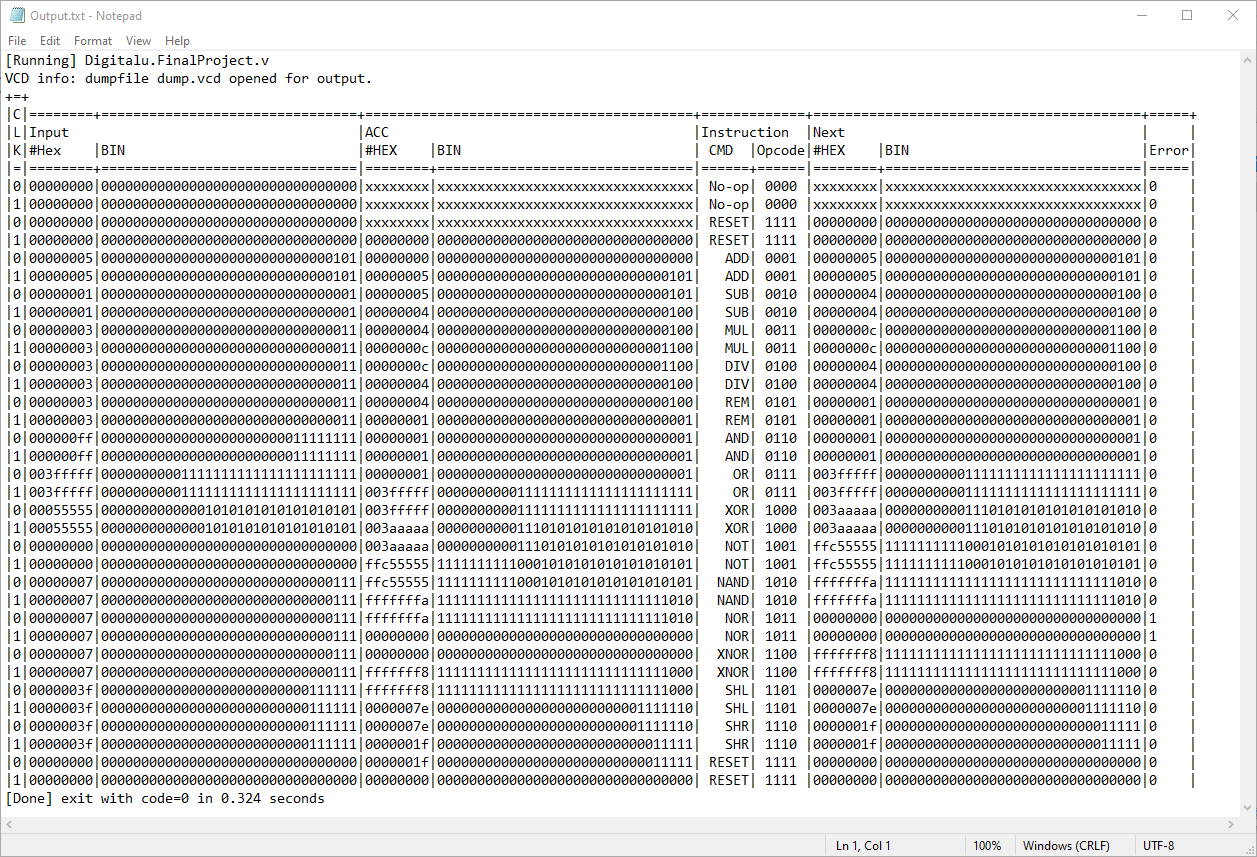 Output.txt - Notepad
File Edit Format View Help
[Running] Digitalu.FinalProject.v
VCD info: dumpfile dump.vcd opened for output.
+=+
|C|========+================================+========+================================+======+======+========+================================+=====+
|L|Input |ACC |Instruction |Next | |
|K|#Hex |BIN |#HEX |BIN | CMD |Opcode|#HEX |BIN |Error|
|=|========+================================+========+================================+======+======+========+================================+=====|
|0|00000000|00000000000000000000000000000000|xxxxxxxx|xxxxxxxxxxxxxxxxxxxxxxxxxxxxxxxx| No-op| 0000 |xxxxxxxx|xxxxxxxxxxxxxxxxxxxxxxxxxxxxxxxx|0 |
|1|00000000|00000000000000000000000000000000|xxxxxxxx|xxxxxxxxxxxxxxxxxxxxxxxxxxxxxxxx| No-op| 0000 |xxxxxxxx|xxxxxxxxxxxxxxxxxxxxxxxxxxxxxxxx|0 |
|0|00000000|00000000000000000000000000000000|xxxxxxxx|xxxxxxxxxxxxxxxxxxxxxxxxxxxxxxxx| RESET| 1111 |00000000|00000000000000000000000000000000|0 |
|1|00000000|00000000000000000000000000000000|00000000|00000000000000000000000000000000| RESET| 1111 |00000000|00000000000000000000000000000000|0 |
|0|00000005|00000000000000000000000000000101|00000000|00000000000000000000000000000000| ADD| 0001 |00000005|00000000000000000000000000000101|0 |
|1|00000005|00000000000000000000000000000101|00000005|00000000000000000000000000000101| ADD| 0001 |00000005|00000000000000000000000000000101|0 |
|0|00000001|00000000000000000000000000000001|00000005|00000000000000000000000000000101| SUB| 0010 |00000004|00000000000000000000000000000100|0 |
|1|00000001|00000000000000000000000000000001|00000004|00000000000000000000000000000100| SUB| 0010 |00000004|00000000000000000000000000000100|0 |
|0|00000003|00000000000000000000000000000011|00000004|00000000000000000000000000000100| MUL| 0011 |0000000c|00000000000000000000000000001100|0 |
|1|00000003|00000000000000000000000000000011|0000000c|00000000000000000000000000001100| MUL| 0011 |0000000c|00000000000000000000000000001100|0 |
|0|00000003|00000000000000000000000000000011|0000000c|00000000000000000000000000001100| DIV| 0100 |00000004|00000000000000000000000000000100|0 |
|1|00000003|00000000000000000000000000000011|00000004|00000000000000000000000000000100| DIV| 0100 |00000004|00000000000000000000000000000100|0 |
|0|00000003|00000000000000000000000000000011|00000004|00000000000000000000000000000100| REM| 0101 |00000001|00000000000000000000000000000001|0 |
|1|00000003|00000000000000000000000000000011|00000001|00000000000000000000000000000001| REM| 0101 |00000001|00000000000000000000000000000001|0 |
|0|000000ff|00000000000000000000000011111111|00000001|00000000000000000000000000000001| AND| 0110 |00000001|00000000000000000000000000000001|0 |
|1|000000ff|00000000000000000000000011111111|00000001|00000000000000000000000000000001| AND| 0110 |00000001|00000000000000000000000000000001|0 |
|0|003fffff|00000000001111111111111111111111|00000001|00000000000000000000000000000001| OR| 0111 |003fffff|00000000001111111111111111111111|0 |
|1|003fffff|00000000001111111111111111111111|003fffff|00000000001111111111111111111111| OR| 0111 |003fffff|00000000001111111111111111111111|0 |
|0|00055555|00000000000001010101010101010101|003fffff|00000000001111111111111111111111| XOR| 1000 |003aaaaa|00000000001110101010101010101010|0 |
|1|00055555|00000000000001010101010101010101|003aaaaa|00000000001110101010101010101010| XOR| 1000 |003aaaaa|00000000001110101010101010101010|0 |
|0|00000000|00000000000000000000000000000000|003aaaaa|00000000001110101010101010101010| NOT| 1001 |ffc55555|11111111110001010101010101010101|0 |
|1|00000000|00000000000000000000000000000000|ffc55555|11111111110001010101010101010101| NOT| 1001 |ffc55555|11111111110001010101010101010101|0 |
|0|00000007|00000000000000000000000000000111|ffc55555|11111111110001010101010101010101| NAND| 1010 |fffffffa|11111111111111111111111111111010|0 |
|1|00000007|00000000000000000000000000000111|fffffffa|11111111111111111111111111111010| NAND| 1010 |fffffffa|11111111111111111111111111111010|0 |
|0|00000007|00000000000000000000000000000111|fffffffa|11111111111111111111111111111010| NOR| 1011 |00000000|00000000000000000000000000000000|1 |
|1|00000007|00000000000000000000000000000111|00000000|00000000000000000000000000000000| NOR| 1011 |00000000|00000000000000000000000000000000|1 |
|0|00000007|00000000000000000000000000000111|00000000|00000000000000000000000000000000| XNOR| 1100 |fffffff8|11111111111111111111111111111000|0 |
|1|00000007|00000000000000000000000000000111|fffffff8|11111111111111111111111111111000| XNOR| 1100 |fffffff8|11111111111111111111111111111000|0 |
|0|0000003f|00000000000000000000000000111111|fffffff8|11111111111111111111111111111000| SHL| 1101 |0000007e|00000000000000000000000001111110|0 |
|1|0000003f|00000000000000000000000000111111|0000007e|00000000000000000000000001111110| SHL| 1101 |0000007e|00000000000000000000000001111110|0 |
|0|0000003f|00000000000000000000000000111111|0000007e|00000000000000000000000001111110| SHR| 1110 |0000001f|00000000000000000000000000011111|0 |
|1|0000003f|00000000000000000000000000111111|0000001f|00000000000000000000000000011111| SHR| 1110 |0000001f|00000000000000000000000000011111|0 |
|0|00000000|00000000000000000000000000000000|0000001f|00000000000000000000000000011111| RESET| 1111 |00000000|00000000000000000000000000000000|0 |
|1|00000000|00000000000000000000000000000000|00000000|00000000000000000000000000000000| RESET| 1111 |00000000|00000000000000000000000000000000|0 |
[Done] exit with code=0 in 0.324 seconds
Ln 1, Col 1 100% Windows (CRLF) UTF-8